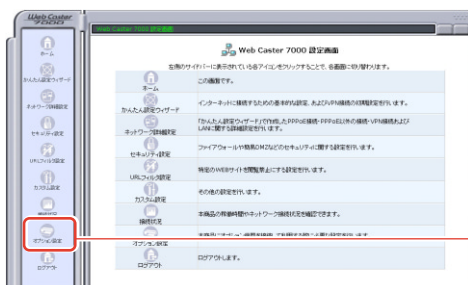 Web Caster
7000
Web Caster 7000 設定画面
Web Caster 7000 設定画面
左側のサイドバーに表示されている各アイコンをクリックすることで、各画面に切り替わります。
ホーム
この画面です。
かんたん設定ウィザード
インターネットに接続するための基本的な設定、およびVPN接続の初期設定を行います。
ネットワーク詳細設定
「かんたん設定ウィザード」で作成したPPPoE接続・PPPoE以外の接続・VPN接続および
LANに関する詳細設定を行います。
セキュリティ設定
ファイアウォールや簡易DMZなどのセキュリティに関する設定を行います。
URLフィルタ設定
特定のWEBサイトを閲覧禁止にする設定を行います。
カスタム設定
その他の設定を行います。
接続状況
本商品の稼動時間やネットワーク接続状況を確認できます。
オプション設定
ログアウト
ログアウトします。
ホーム
かんたん設定ウィザード
ネットワーク詳細設定
セキュリティ設定
URLフィルタ設定
カスタム設定
オプション設定
ログアウト